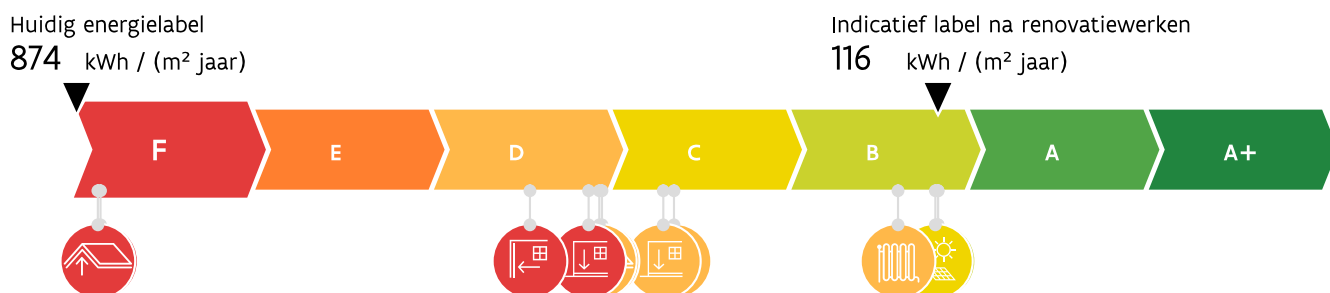 Huidig energielabel
874 kWh / (m² jaar)
Indicatief label na renovatiewerken
116 kWh / (m² jaar)
F E D C B A A+